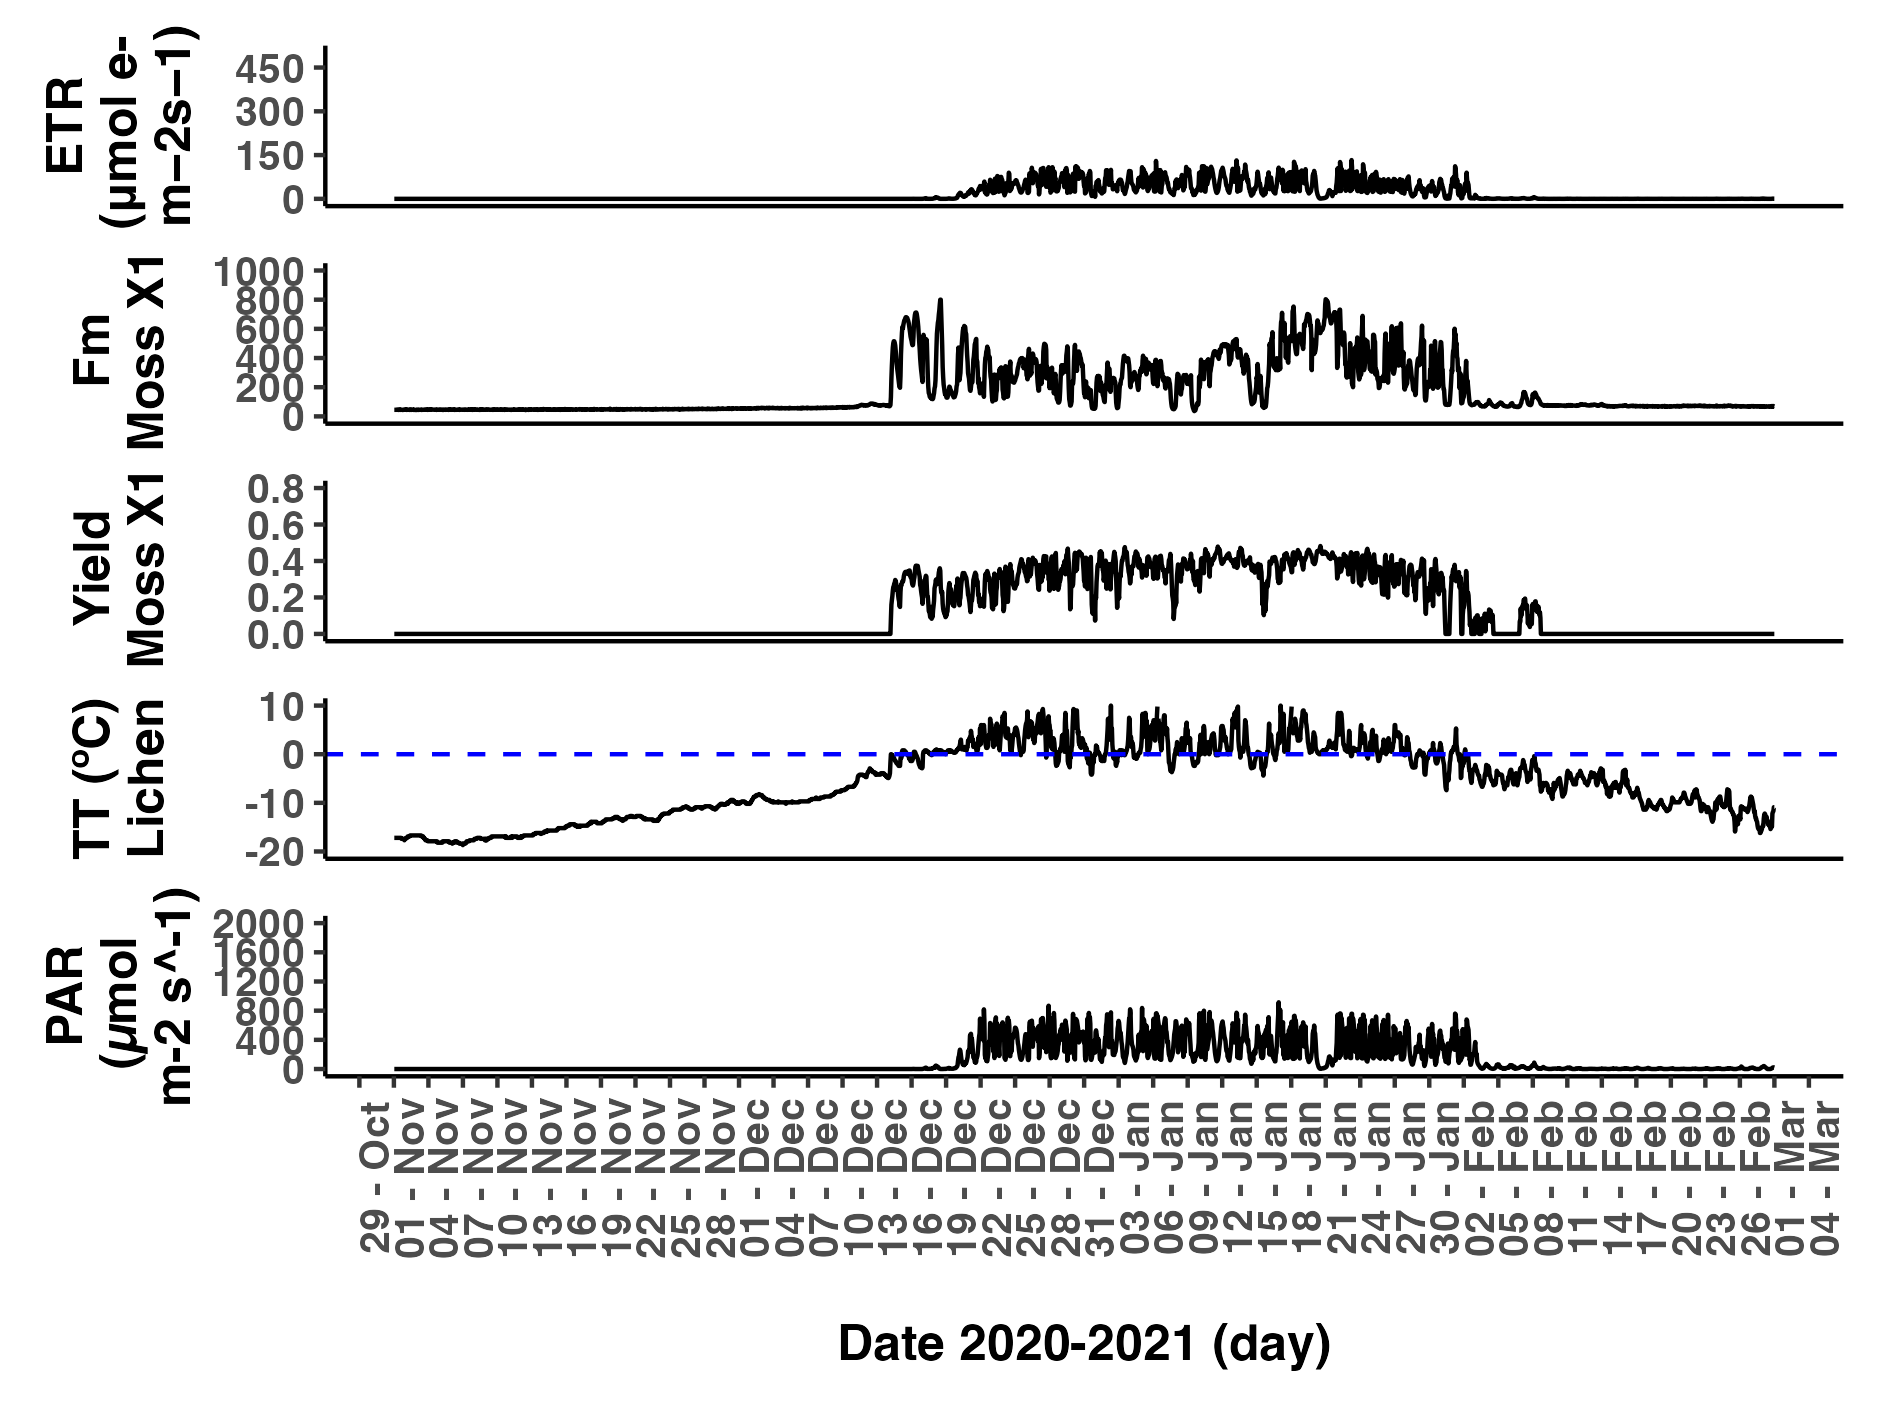 ETR
(µmol e-
m−2s−1)
450
300
150
0
Fm
Moss X1
1000
800
600
400
200
0
Yield
Moss X1
0.8
0.6
0.4
0.2
0.0
TT (ºC)
Lichen
10
0
-10
-20
PAR
(µmol
m-2 s^-1)
2000
1600
1200
800
400
0
29 - Oct
01 - Nov
04 - Nov
07 - Nov
10 - Nov
13 - Nov
16 - Nov
19 - Nov
22 - Nov
25 - Nov
28 - Nov
01 - Dec
04 - Dec
07 - Dec
10 - Dec
13 - Dec
16 - Dec
19 - Dec
22 - Dec
25 - Dec
28 - Dec
31 - Dec
03 - Jan
06 - Jan
09 - Jan
12 - Jan
15 - Jan
18 - Jan
21 - Jan
24 - Jan
27 - Jan
30 - Jan
02 - Feb
05 - Feb
08 - Feb
11 - Feb
14 - Feb
17 - Feb
20 - Feb
23 - Feb
26 - Feb
01 - Mar
04 - Mar
Date 2020-2021 (day)